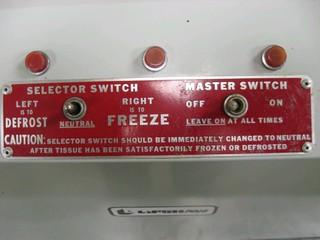 SELECTOR SWITCH MASTER SWITCH
LEFT RIGHT OFF ON
IS TO IS TO
DEFROST NEUTRAL FREEZE LEAVE ON AT ALL TIMES
CAUTION: SELECTOR SWITCH SHOULD BE IMMEDIATELY CHANGED TO NEUTRAL
AFTER TISSUE HAS BEEN SATISFACTORILY FROZEN OR DEFROSTED